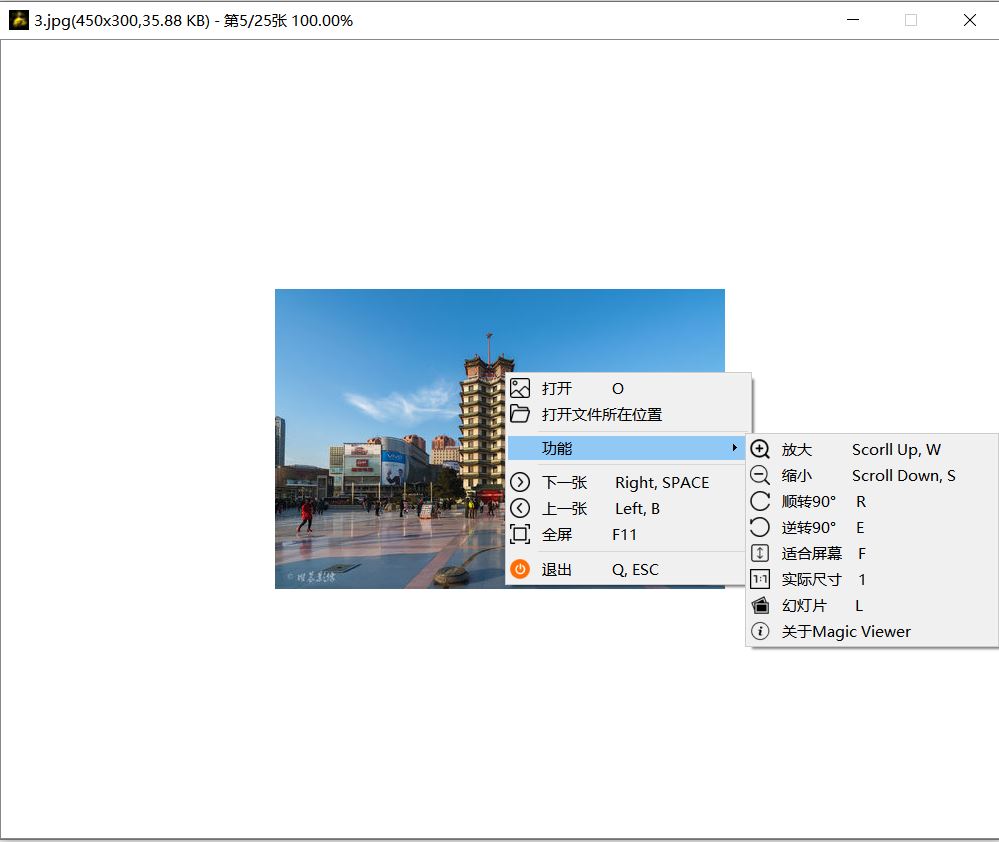 3.jpg(450x300,35.88 KB) - 第5/25张 100.00%
打开 O
打开文件所在位置
功能
下一张 Right, SPACE
上一张 Left, B
全屏 F11
退出 Q, ESC
放大 Scorll Up, W
缩小 Scroll Down, S
顺转90° R
逆转90° E
适合屏幕 F
1:1 实际尺寸 1
幻灯片 L
关于Magic Viewer
vivo